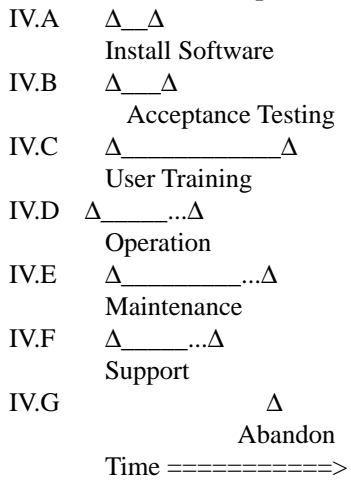 IV.A Δ__Δ
Install Software
IV.B Δ___Δ
Acceptance Testing
IV.C Δ____________Δ
User Training
IV.D Δ_____...Δ
Operation
IV.E Δ_________...Δ
Maintenance
IV.F Δ_____...Δ
Support
IV.G Δ
Abandon
Time ===========>